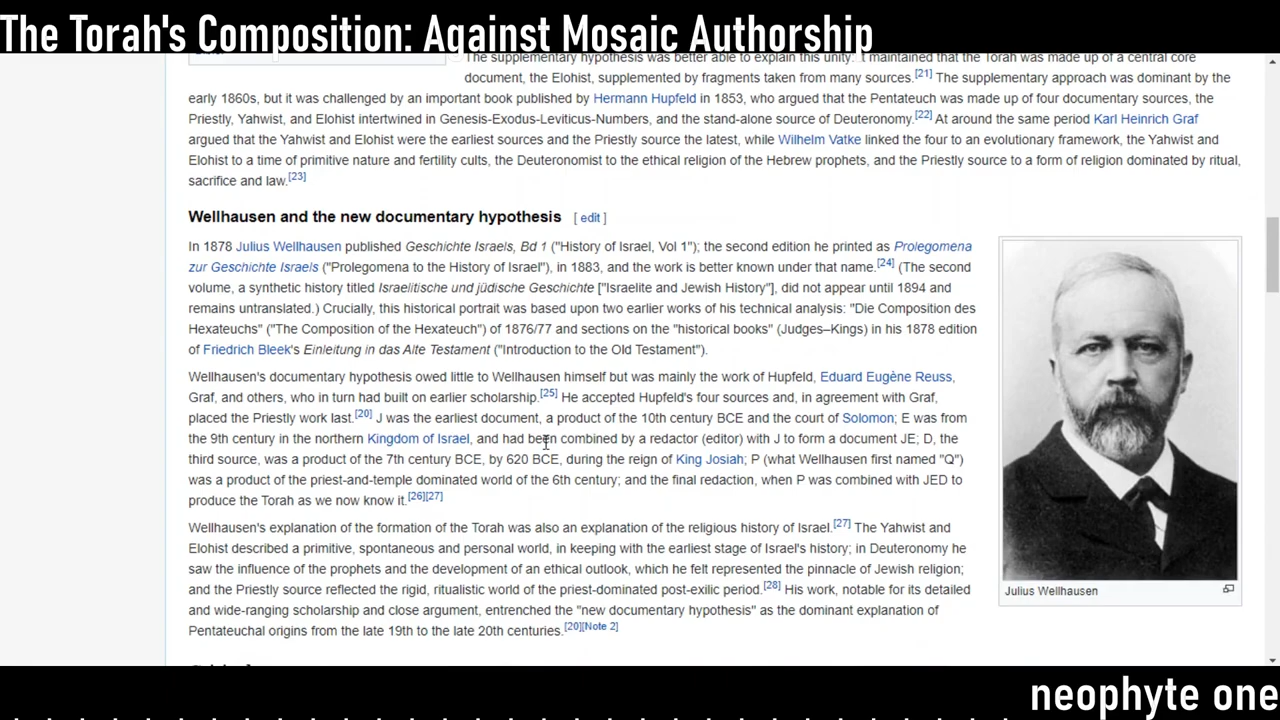 The Torah's Composition: Against Mosaic Authorship
The supplementary hypothesis was better able to explain this unity: it maintained that the Torah was made up of a central core
document, the Elohist, supplemented by fragments taken from many sources.[21] The supplementary approach was dominant by the
early 1860s, but it was challenged by an important book published by Hermann Hupfeld in 1853, who argued that the Pentateuch was made up of four documentary sources, the
Priestly, Yahwist, and Elohist intertwined in Genesis-Exodus-Leviticus-Numbers, and the stand-alone source of Deuteronomy.[22] At around the same period Karl Heinrich Graf
argued that the Yahwist and Elohist were the earliest sources and the Priestly source the latest, while Wilhelm Vatke linked the four to an evolutionary framework, the Yahwist and
Elohist to a time of primitive nature and fertility cults, the Deuteronomist to the ethical religion of the Hebrew prophets, and the Priestly source to a form of religion dominated by ritual,
sacrifice and law.[23]
Wellhausen and the new documentary hypothesis [ edit ]
In 1878 Julius Wellhausen published Geschichte Israels, Bd 1 ("History of Israel, Vol 1"); the second edition he printed as Prolegomena
zur Geschichte Israels ("Prolegomena to the History of Israel"), in 1883, and the work is better known under that name.[24] (The second
volume, a synthetic history titled Israelitische und jüdische Geschichte ["Israelite and Jewish History"], did not appear until 1894 and
remains untranslated.) Crucially, this historical portrait was based upon two earlier works of his technical analysis: "Die Composition des
Hexateuchs" ("The Composition of the Hexateuch") of 1876/77 and sections on the "historical books" (Judges–Kings) in his 1878 edition
of Friedrich Bleek's Einleitung in das Alte Testament ("Introduction to the Old Testament").
Wellhausen's documentary hypothesis owed little to Wellhausen himself but was mainly the work of Hupfeld, Eduard Eugène Reuss,
Graf, and others, who in turn had built on earlier scholarship.[25] He accepted Hupfeld's four sources and, in agreement with Graf,
placed the Priestly work last.[20] J was the earliest document, a product of the 10th century BCE and the court of Solomon; E was from
the 9th century in the northern Kingdom of Israel, and had been combined by a redactor (editor) with J to form a document JE; D, the
third source, was a product of the 7th century BCE, by 620 BCE, during the reign of King Josiah; P (what Wellhausen first named "Q")
was a product of the priest-and-temple dominated world of the 6th century; and the final redaction, when P was combined with JED to
produce the Torah as we now know it.[26][27]
Wellhausen's explanation of the formation of the Torah was also an explanation of the religious history of Israel.[27] The Yahwist and
Elohist described a primitive, spontaneous and personal world, in keeping with the earliest stage of Israel's history; in Deuteronomy he
saw the influence of the prophets and the development of an ethical outlook, which he felt represented the pinnacle of Jewish religion;
and the Priestly source reflected the rigid, ritualistic world of the priest-dominated post-exilic period.[28] His work, notable for its detailed
and wide-ranging scholarship and close argument, entrenched the "new documentary hypothesis" as the dominant explanation of
Pentateuchal origins from the late 19th to the late 20th centuries.[20][Note 2]
Julius Wellhausen
neophyte one